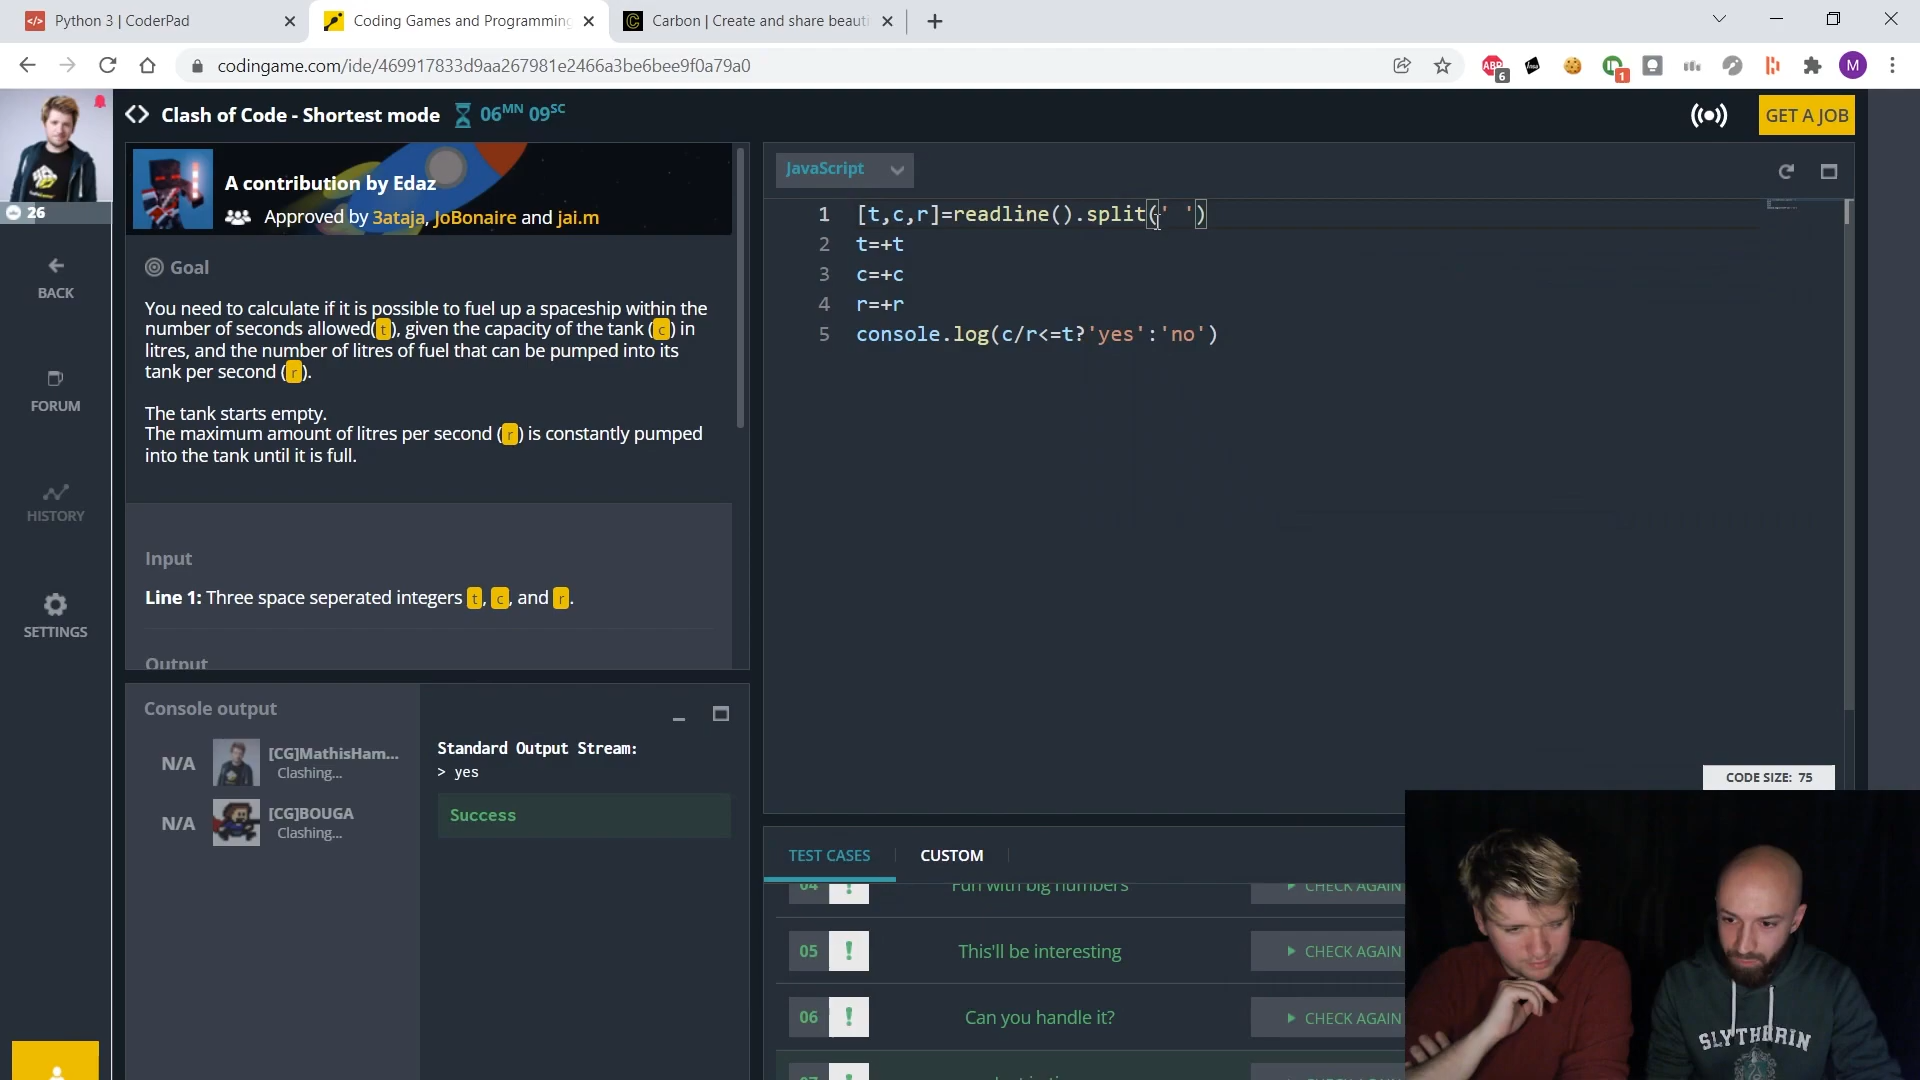 Python 3 | CoderPad
Coding Games and Programming
Carbon | Create and share beauti
codingame.com/ide/469917833d9aa267981e2466a3be6bee9f0a79a0
6
1
M
Clash of Code - Shortest mode
06MN 09SC
GET A JOB
26
BACK
FORUM
HISTORY
SETTINGS
A contribution by Edaz
Approved by 3ataja, JoBonaire and jai.m
Goal
You need to calculate if it is possible to fuel up a spaceship within the
number of seconds allowed(t), given the capacity of the tank (c) in
litres, and the number of litres of fuel that can be pumped into its
tank per second (r).
The tank starts empty.
The maximum amount of litres per second (r) is constantly pumped
into the tank until it is full.
Input
Line 1: Three space seperated integers t, c, and r.
Output
JavaScript
1 [t,c,r]=readline().split(' ')
2 t=+t
3 c=+c
4 r=+r
5 console.log(c/r<=t?'yes':'no')
CODE SIZE: 75
Console output
N/A [CG]MathisHam...
Clashing...
N/A [CG]BOUGA
Clashing...
Standard Output Stream:
> yes
Success
TEST CASES
CUSTOM
04 ! Fun with big numbers CHECK AGAIN
05 ! This'll be interesting CHECK AGAIN
06 ! Can you handle it? CHECK AGAIN
07
SLYTHERIN